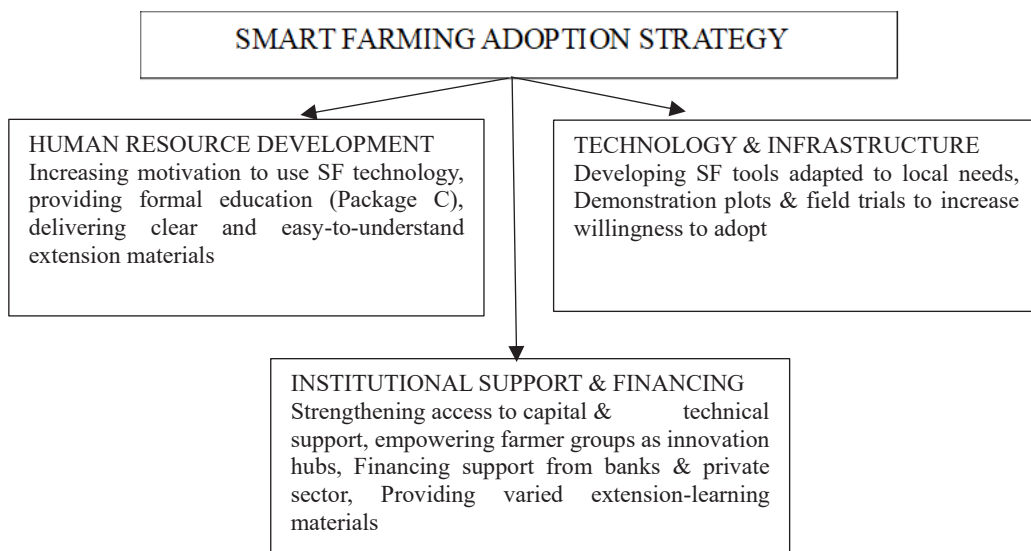 SMART FARMING ADOPTION STRATEGY
HUMAN RESOURCE DEVELOPMENT
Increasing motivation to use SF technology,
providing formal education (Package C),
delivering clear and easy-to-understand
extension materials
TECHNOLOGY & INFRASTRUCTURE
Developing SF tools adapted to local needs,
Demonstration plots & field trials to increase
willingness to adopt
INSTITUTIONAL SUPPORT & FINANCING
Strengthening access to capital & technical
support, empowering farmer groups as innovation
hubs, Financing support from banks & private
sector, Providing varied extension-learning
materials